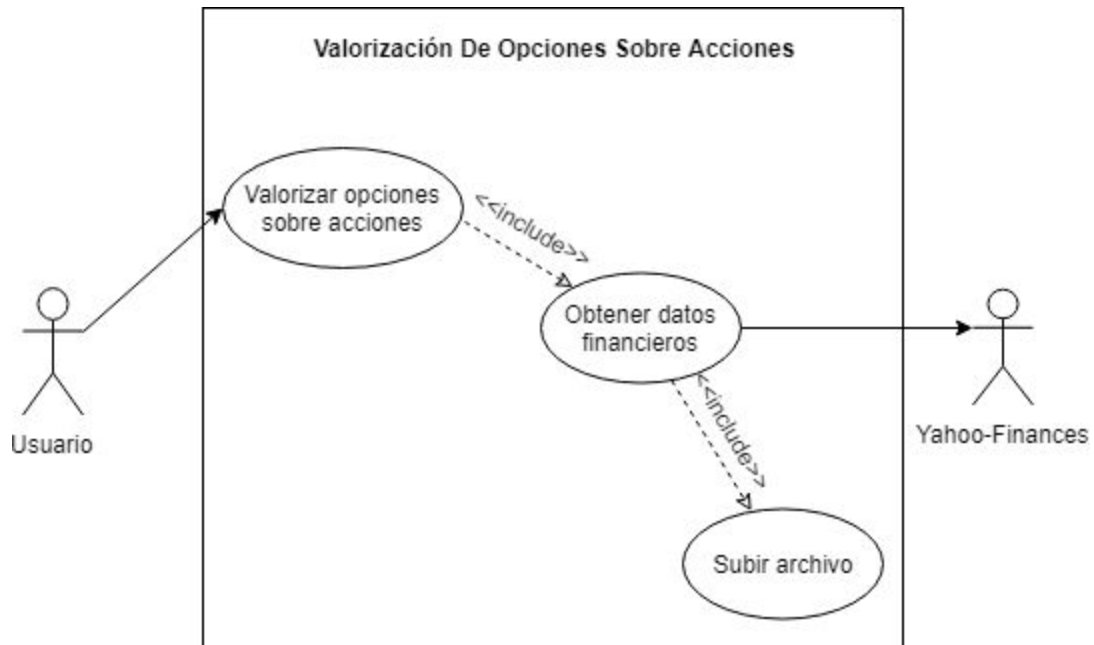 Valorización De Opciones Sobre Acciones
Valorizar opciones
sobre acciones
<<include>>
Obtener datos
financieros
<<include>>
Usuario
Yahoo-Finances
Subir archivo